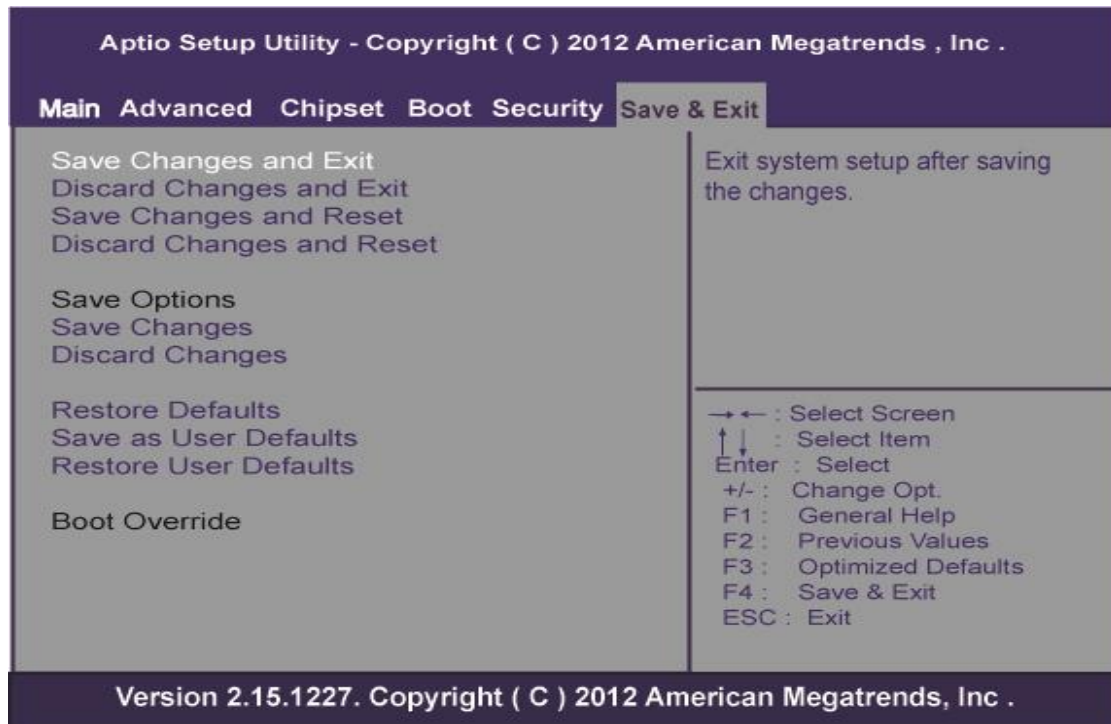 Aptio Setup Utility - Copyright ( C ) 2012 American Megatrends , Inc .
Main Advanced Chipset Boot Security Save & Exit
Save Changes and Exit
Discard Changes and Exit
Save Changes and Reset
Discard Changes and Reset
Save Options
Save Changes
Discard Changes
Restore Defaults
Save as User Defaults
Restore User Defaults
Boot Override
Exit system setup after saving
the changes.
→← : Select Screen
↑↓ : Select Item
Enter : Select
+/- : Change Opt.
F1 : General Help
F2 : Previous Values
F3 : Optimized Defaults
F4 : Save & Exit
ESC : Exit
Version 2.15.1227. Copyright ( C ) 2012 American Megatrends, Inc .